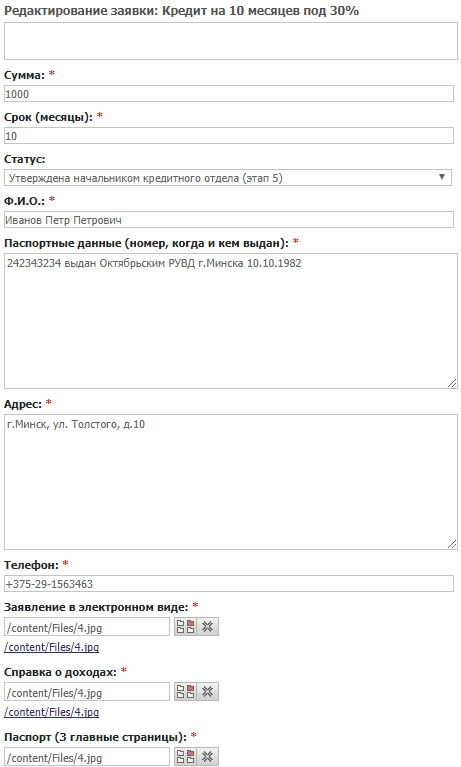 Редактирование заявки: Кредит на 10 месяцев под 30%
Сумма: *
1000
Срок (месяцы): *
10
Статус:
Утверждена начальником кредитного отдела (этап 5)
Ф.И.О.: *
Иванов Петр Петрович
Паспортные данные (номер, когда и кем выдан): *
242343234 выдан Октябрьским РУВД г.Минска 10.10.1982
Адрес: *
г.Минск, ул. Толстого, д.10
Телефон: *
+375-29-1563463
Заявление в электронном виде: *
/content/Files/4.jpg
/content/Files/4.jpg
Справка о доходах: *
/content/Files/4.jpg
/content/Files/4.jpg
Паспорт (3 главные страницы): *
/content/Files/4.jpg